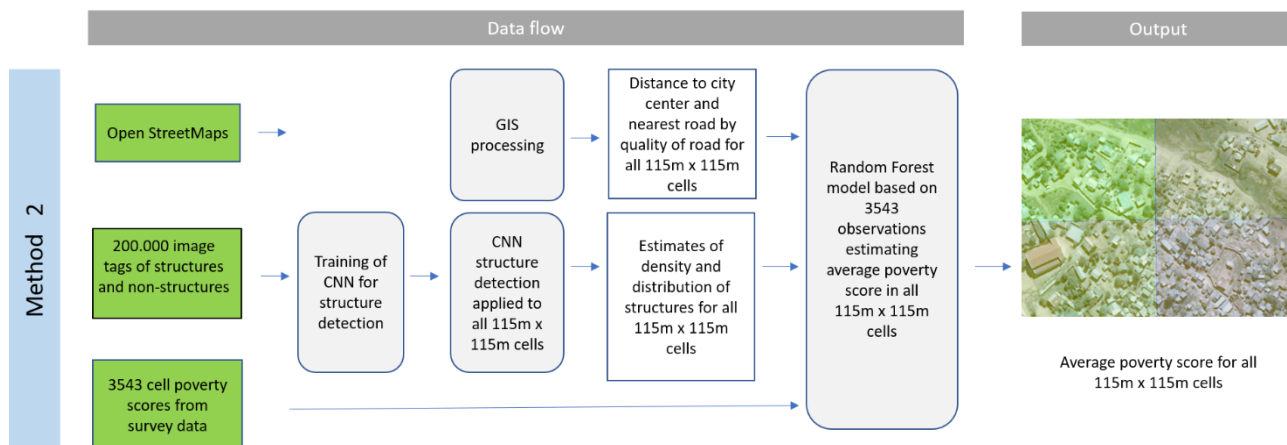 Data flow
Output
Method 2
Open StreetMaps
GIS
processing
Distance to city
center and
nearest road by
quality of road for
all 115m x 115m
cells
200.000 image
tags of structures
and non-structures
Training of
CNN for
structure
detection
CNN
structure
detection
applied to
all 115m x
115m cells
Estimates of
density and
distribution of
structures for all
115m x 115m
cells
3543 cell poverty
scores from
survey data
Random Forest
model based on
3543
observations
estimating
average poverty
score in all
115m x 115m
cells
Average poverty score for all
115m x 115m cells